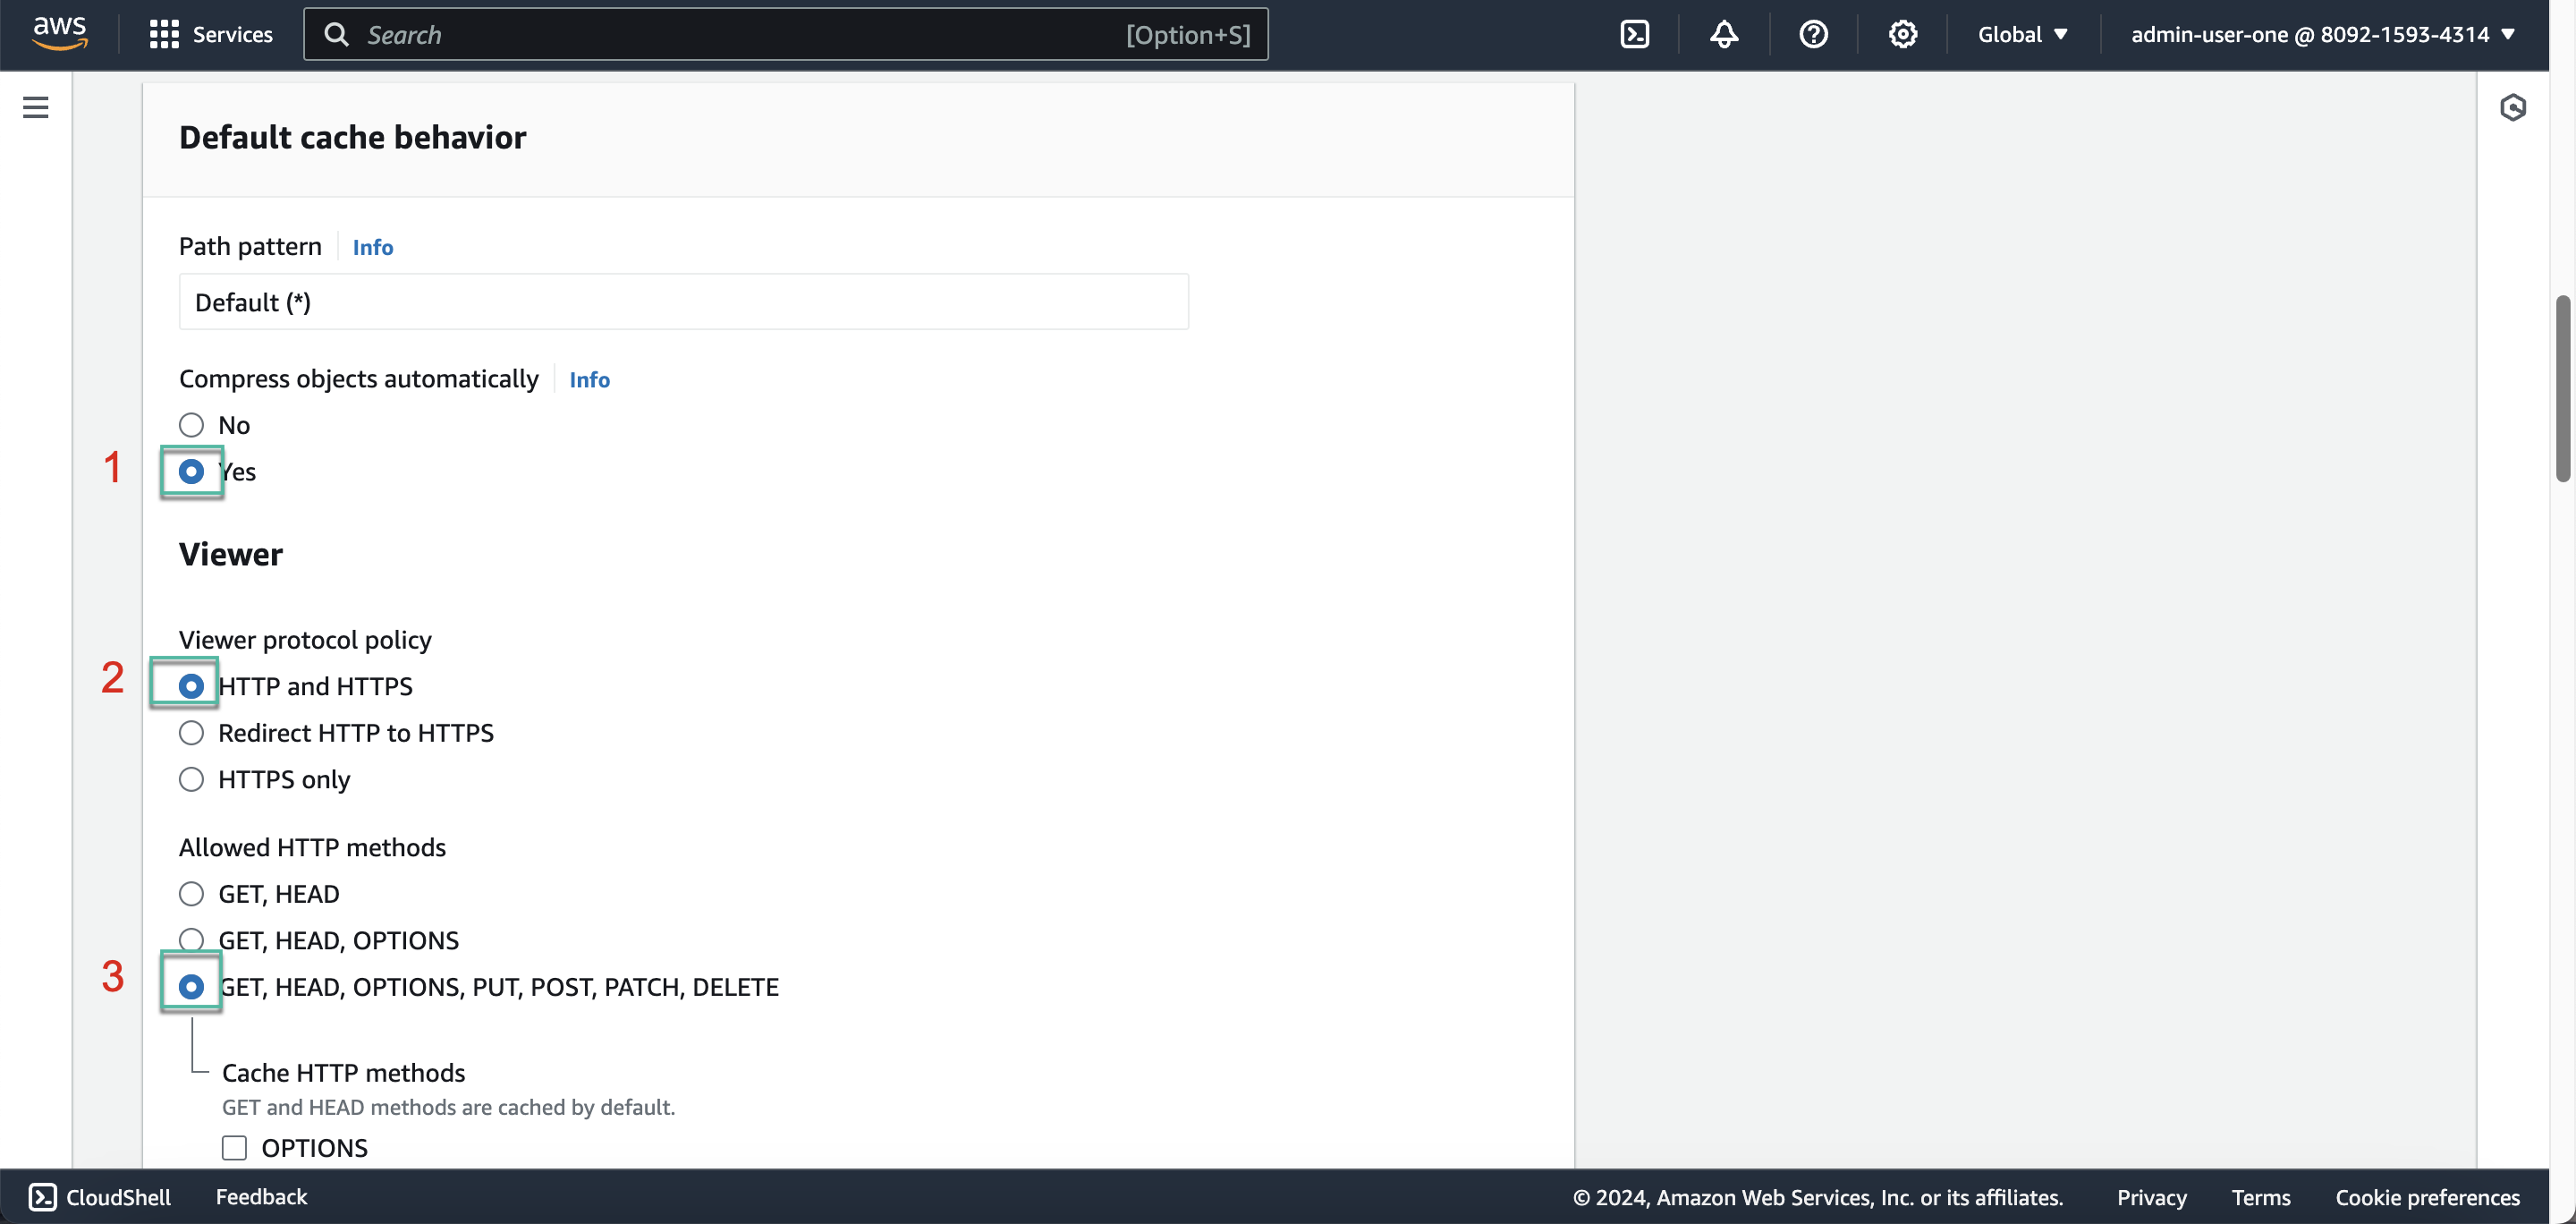 aws
Services
Search
[Option+S]
Global
admin-user-one @ 8092-1593-4314
Default cache behavior
Path pattern
Info
Default (*)
Compress objects automatically
Info
No
1
Yes
Viewer
Viewer protocol policy
2
HTTP and HTTPS
Redirect HTTP to HTTPS
HTTPS only
Allowed HTTP methods
GET, HEAD
GET, HEAD, OPTIONS
3
GET, HEAD, OPTIONS, PUT, POST, PATCH, DELETE
Cache HTTP methods
GET and HEAD methods are cached by default.
OPTIONS
CloudShell
Feedback
© 2024, Amazon Web Services, Inc. or its affiliates.
Privacy
Terms
Cookie preferences